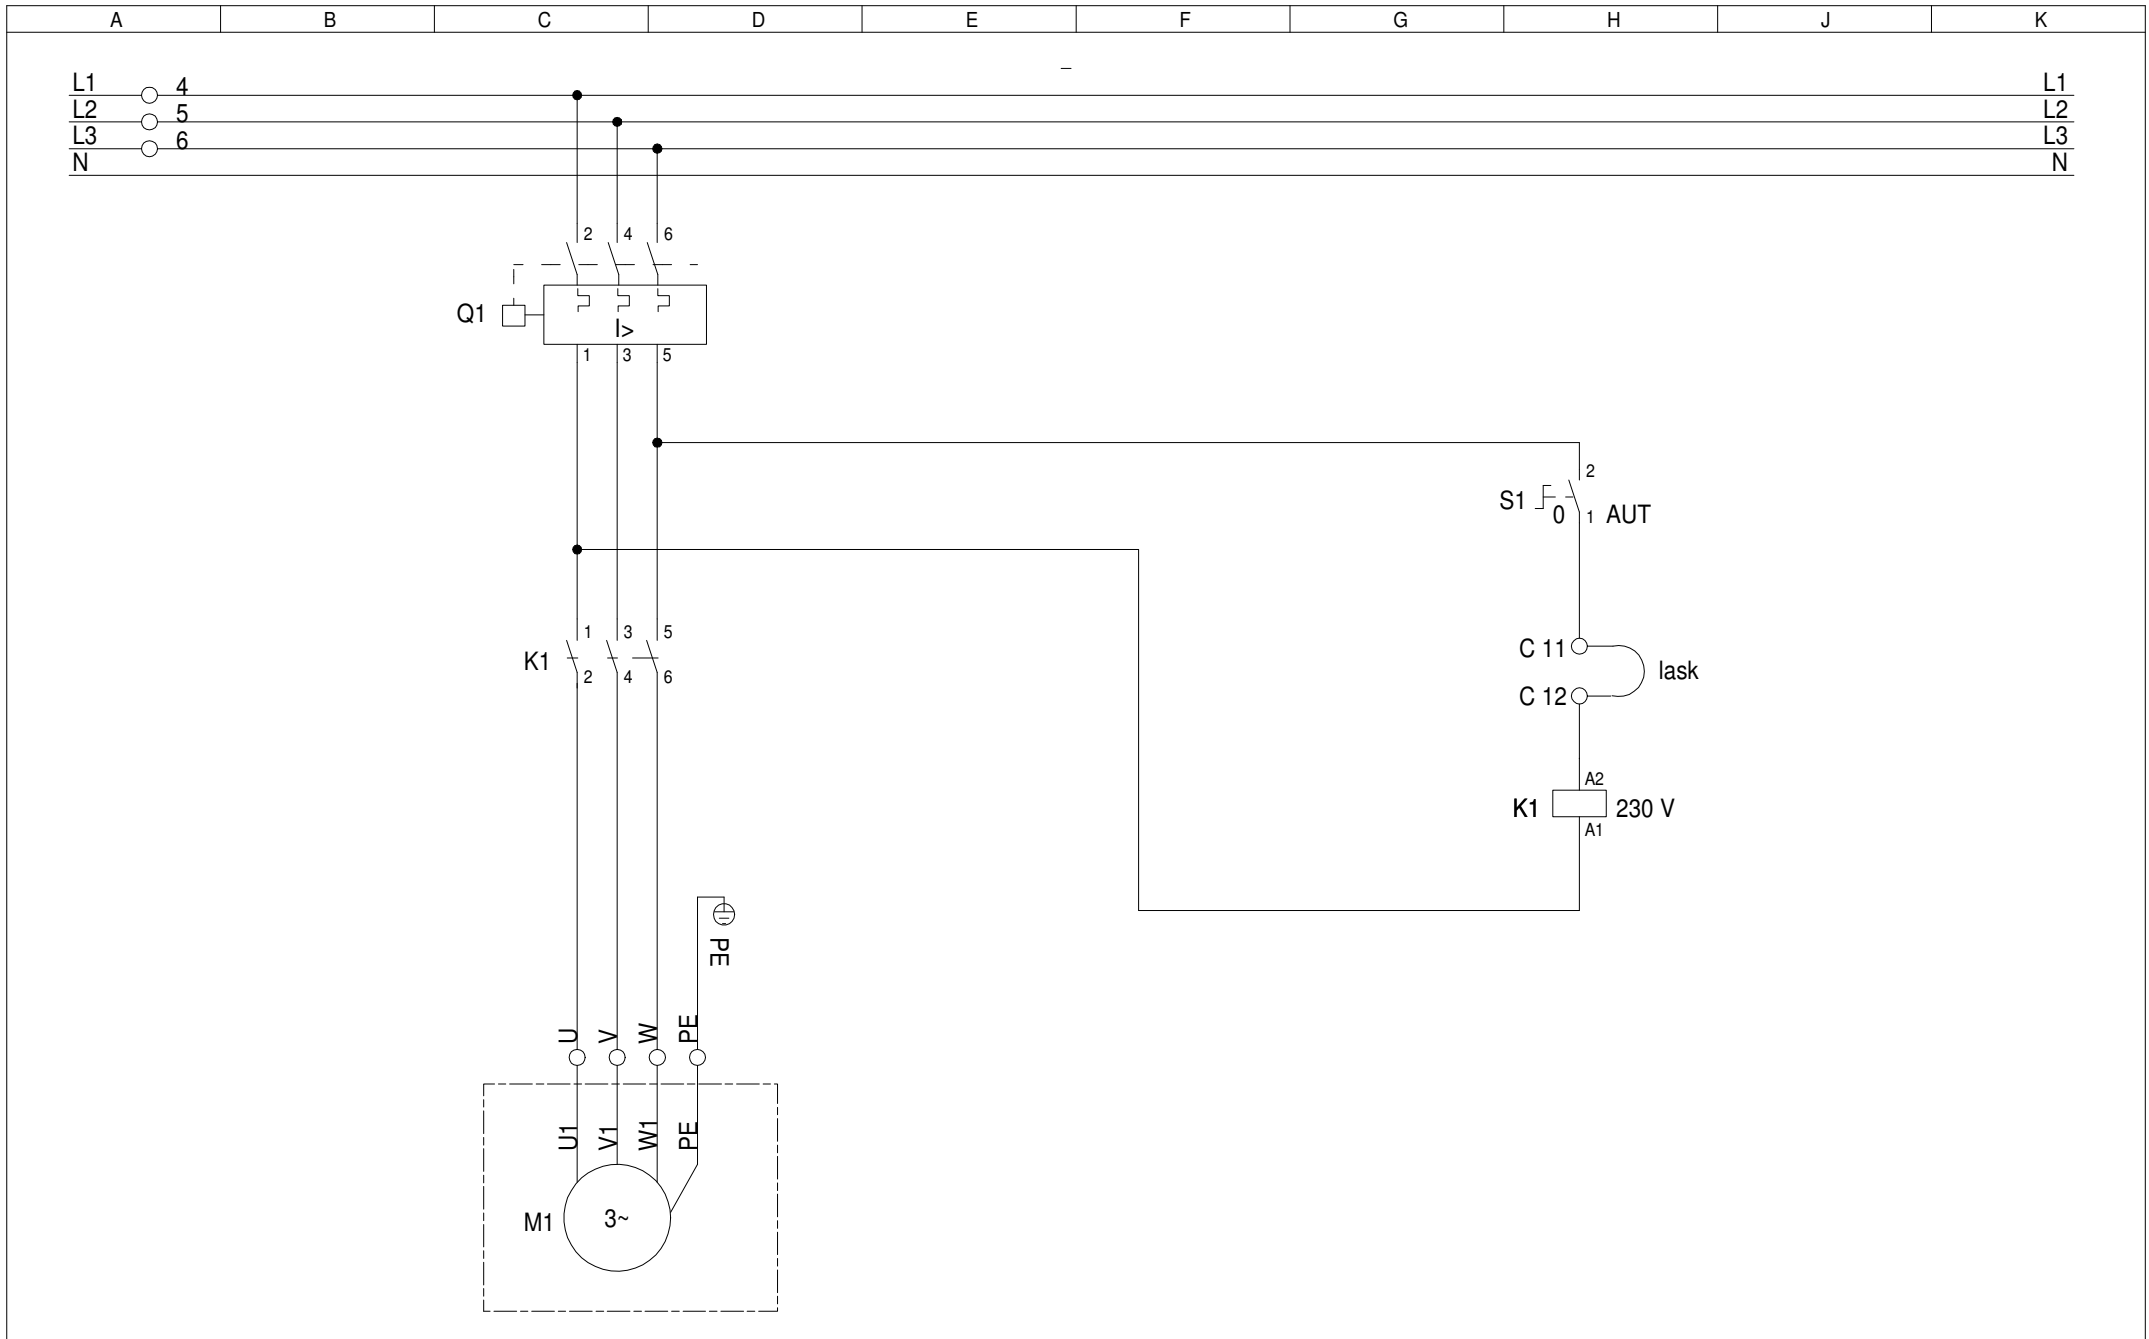 A B C D E F G H J K
L1 4 L1
L2 5 L2
L3 6 L3
N N
2 4 6
Q1
I>
1 3 5
2
S1 0 1 AUT
1 3 5
K1
2 4 6
C 11
lask
C 12
A2
K1 230 V
A1
PE
U V W PE
U1 V1 W1 PE
M1 3~